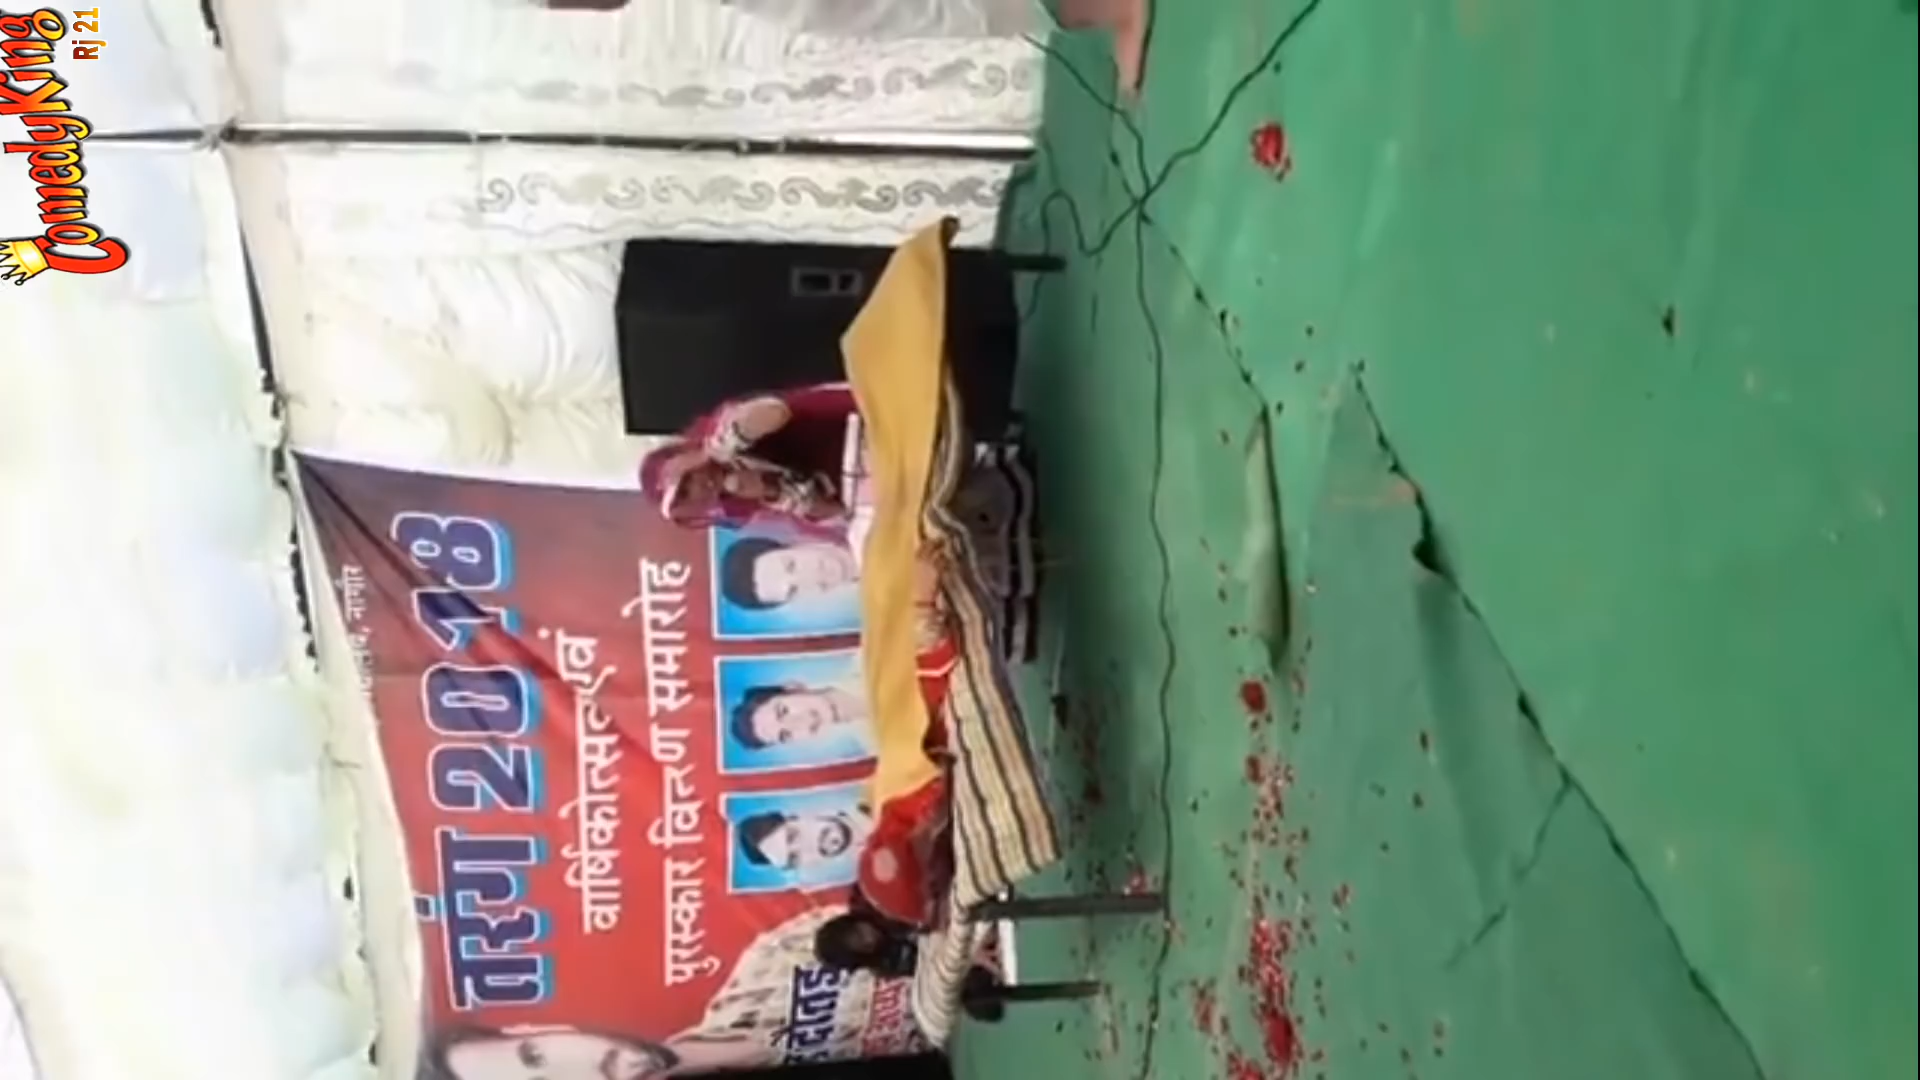 ComedyKing
Rj 21
तरंग 2018
वार्षिकोत्सव एवं
पुरस्कार वितरण समारोह